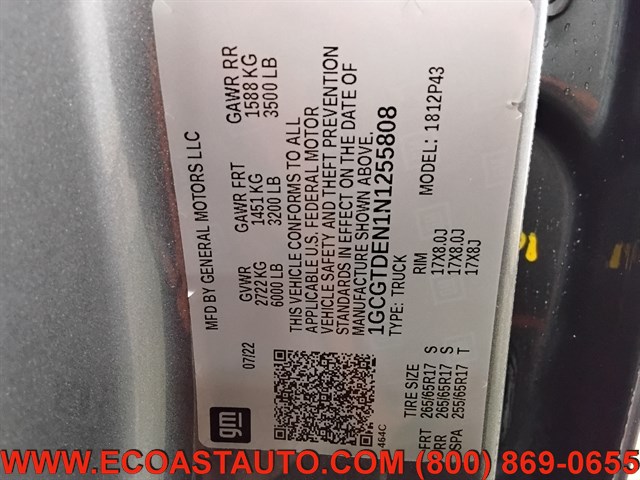 MFD BY GENERAL MOTORS LLC
07/22
GVWR
2722 KG
6000 LB
GAWR FRT
1451 KG
3200 LB
GAWR RR
1588 KG
3500 LB
THIS VEHICLE CONFORMS TO ALL
APPLICABLE U.S. FEDERAL MOTOR
VEHICLE SAFETY AND THEFT PREVENTION
STANDARDS IN EFFECT ON THE DATE OF
MANUFACTURE SHOWN ABOVE.
1GCGTDEN1N1255808
TYPE: TRUCK
MODEL: 1812P43
gm
464C
TIRE SIZE RIM
FRT 265/65R17 S 17X8.0J
RR 265/65R17 S 17X8.0J
SPA 255/65R17 T 17X8J
WWW.ECOASTAUTO.COM (800) 869-0655